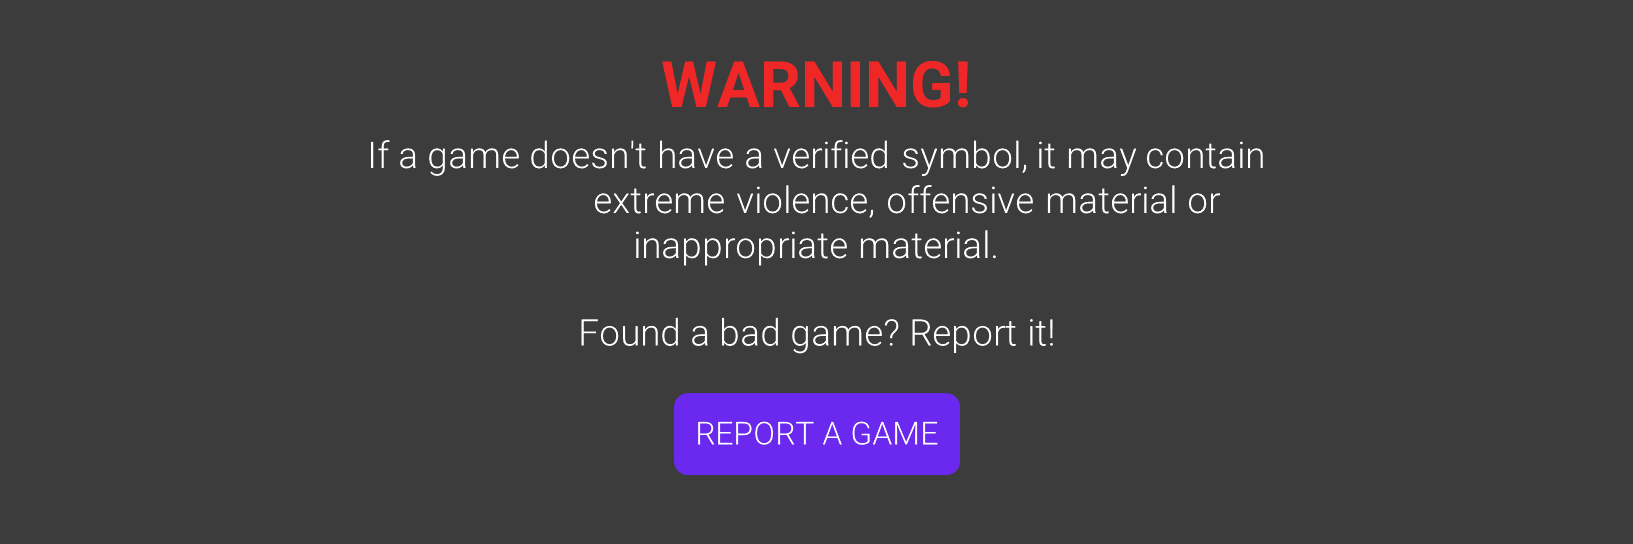 WARNING!
If a game doesn't have a verified symbol, it may contain
extreme violence, offensive material or
inappropriate material.
Found a bad game? Report it!
REPORT A GAME